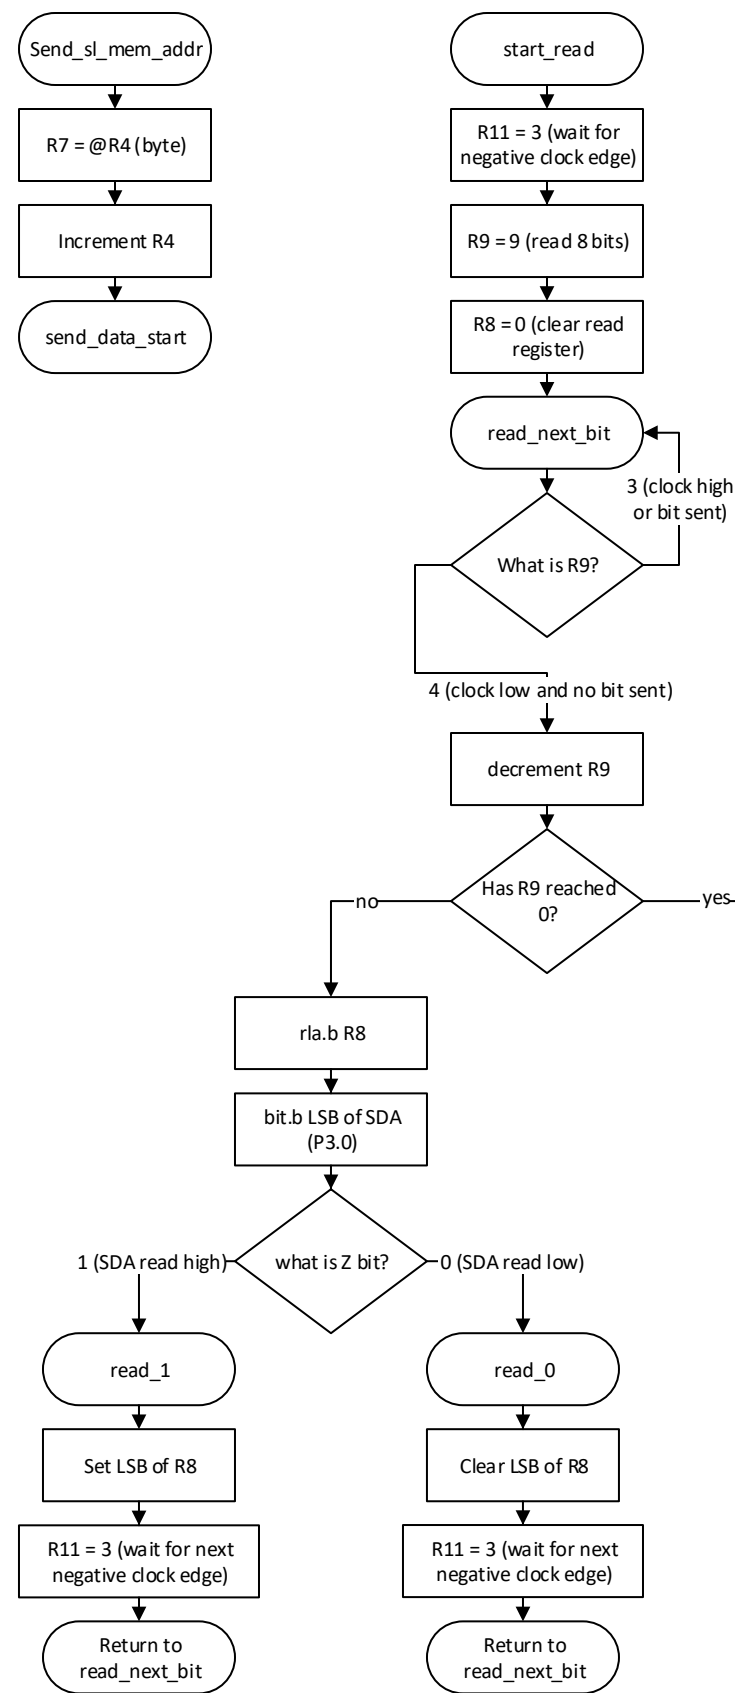 Send_sl_mem_addr
R7 = @R4 (byte)
Increment R4
send_data_start
start_read
R11 = 3 (wait for
negative clock edge)
R9 = 9 (read 8 bits)
R8 = 0 (clear read
register)
read_next_bit
3 (clock high
or bit sent)
What is R9?
4 (clock low and no bit sent)
decrement R9
Has R9 reached
0?
no
yes
rla.b R8
bit.b LSB of SDA
(P3.0)
what is Z bit?
1 (SDA read high)
0 (SDA read low)
read_1
Set LSB of R8
R11 = 3 (wait for next
negative clock edge)
Return to
read_next_bit
read_0
Clear LSB of R8
R11 = 3 (wait for next
negative clock edge)
Return to
read_next_bit